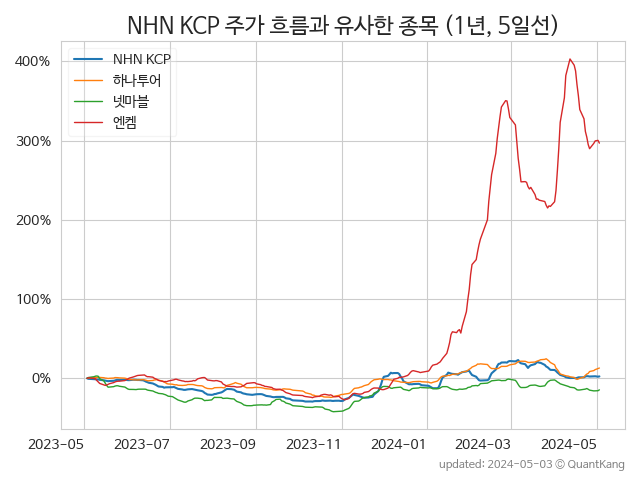 NHN KCP 주가 흐름과 유사한 종목 (1년, 5일선)
NHN KCP
하나투어
넷마블
엔켐
400%
300%
200%
100%
0%
2023-05 2023-07 2023-09 2023-11 2024-01 2024-03 2024-05
updated: 2024-05-03 © QuantKang